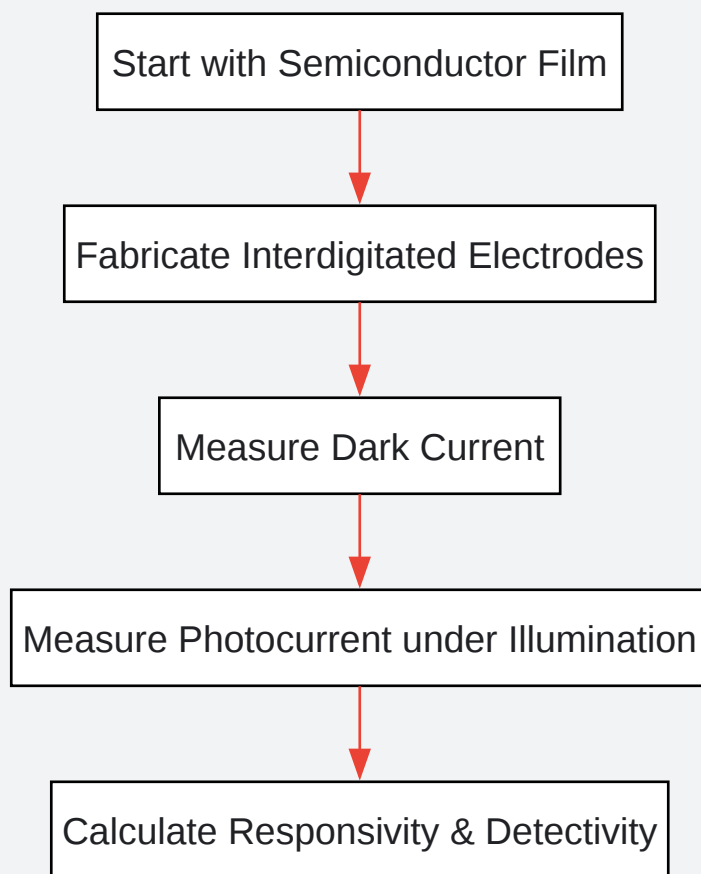 Start with Semiconductor Film
Fabricate Interdigitated Electrodes
Measure Dark Current
Measure Photocurrent under Illumination
Calculate Responsivity & Detectivity